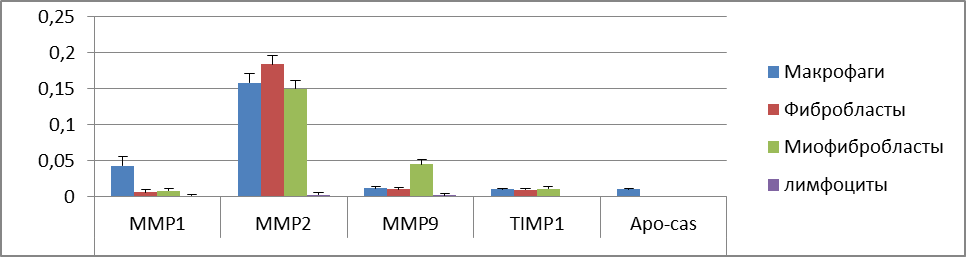 0,25
0,2
0,15
0,1
0,05
0
MMP1 MMP2 MMP9 TIMP1 Apo-cas
Макрофаги
Фибробласты
Миофибробласты
лимфоциты